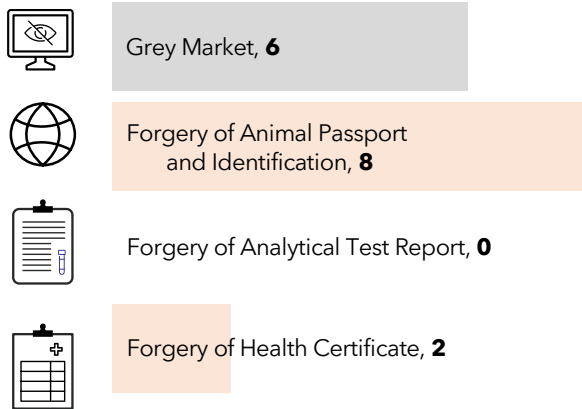 Grey Market, 6
Forgery of Animal Passport
and Identification, 8
Forgery of Analytical Test Report, 0
Forgery of Health Certificate, 2